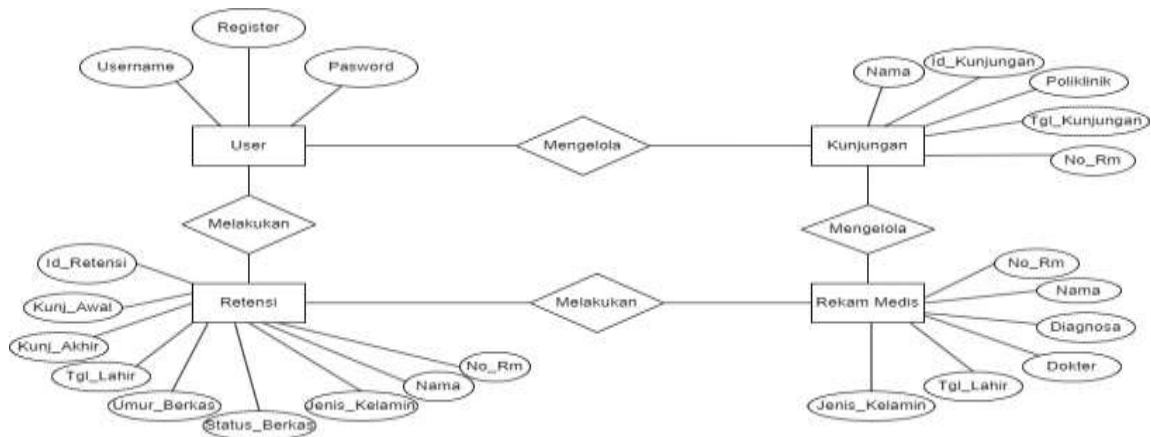 Register
Username
Pasword
Nama
Id_Kunjungan
Poliklinik
Tgl_Kunjungan
No_Rm
User
Mengelola
Kunjungan
Melakukan
Mengelola
Id_Retensi
Kunj_Awal
Kunj_Akhir
Tgl_Lahir
Umur_Berkas
Status_Berkas
Jenis_Kelamin
Nama
No_Rm
Retensi
Melakukan
Rekam Medis
No_Rm
Nama
Diagnosa
Dokter
Tgl_Lahir
Jenis_Kelamin